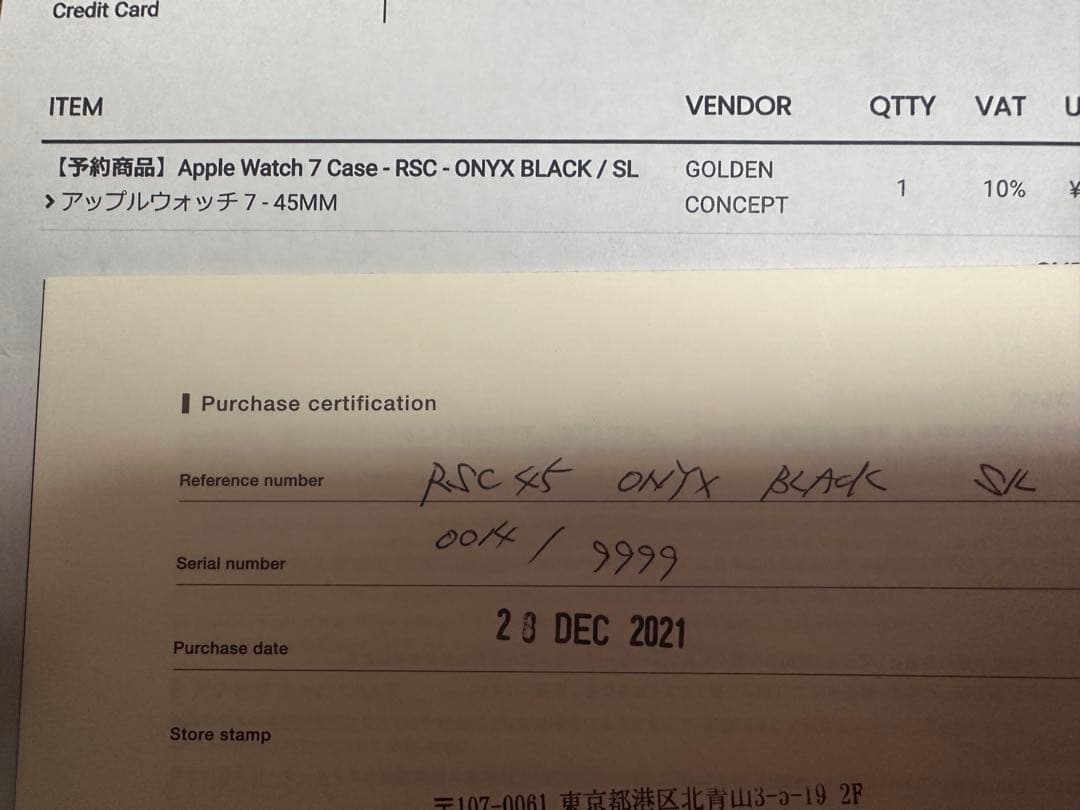 Credit Card
ITEM VENDOR QTTY VAT
【予約商品】Apple Watch 7 Case - RSC - ONYX BLACK / SL GOLDEN CONCEPT 1 10% ¥
› アップルウォッチ 7 - 45MM
Purchase certification
Reference number RSC 45 ONYX BLACK SL
Serial number 0014 / 9999
Purchase date 28 DEC 2021
Store stamp
〒107-0061 東京都港区北青山3-5-19 2F